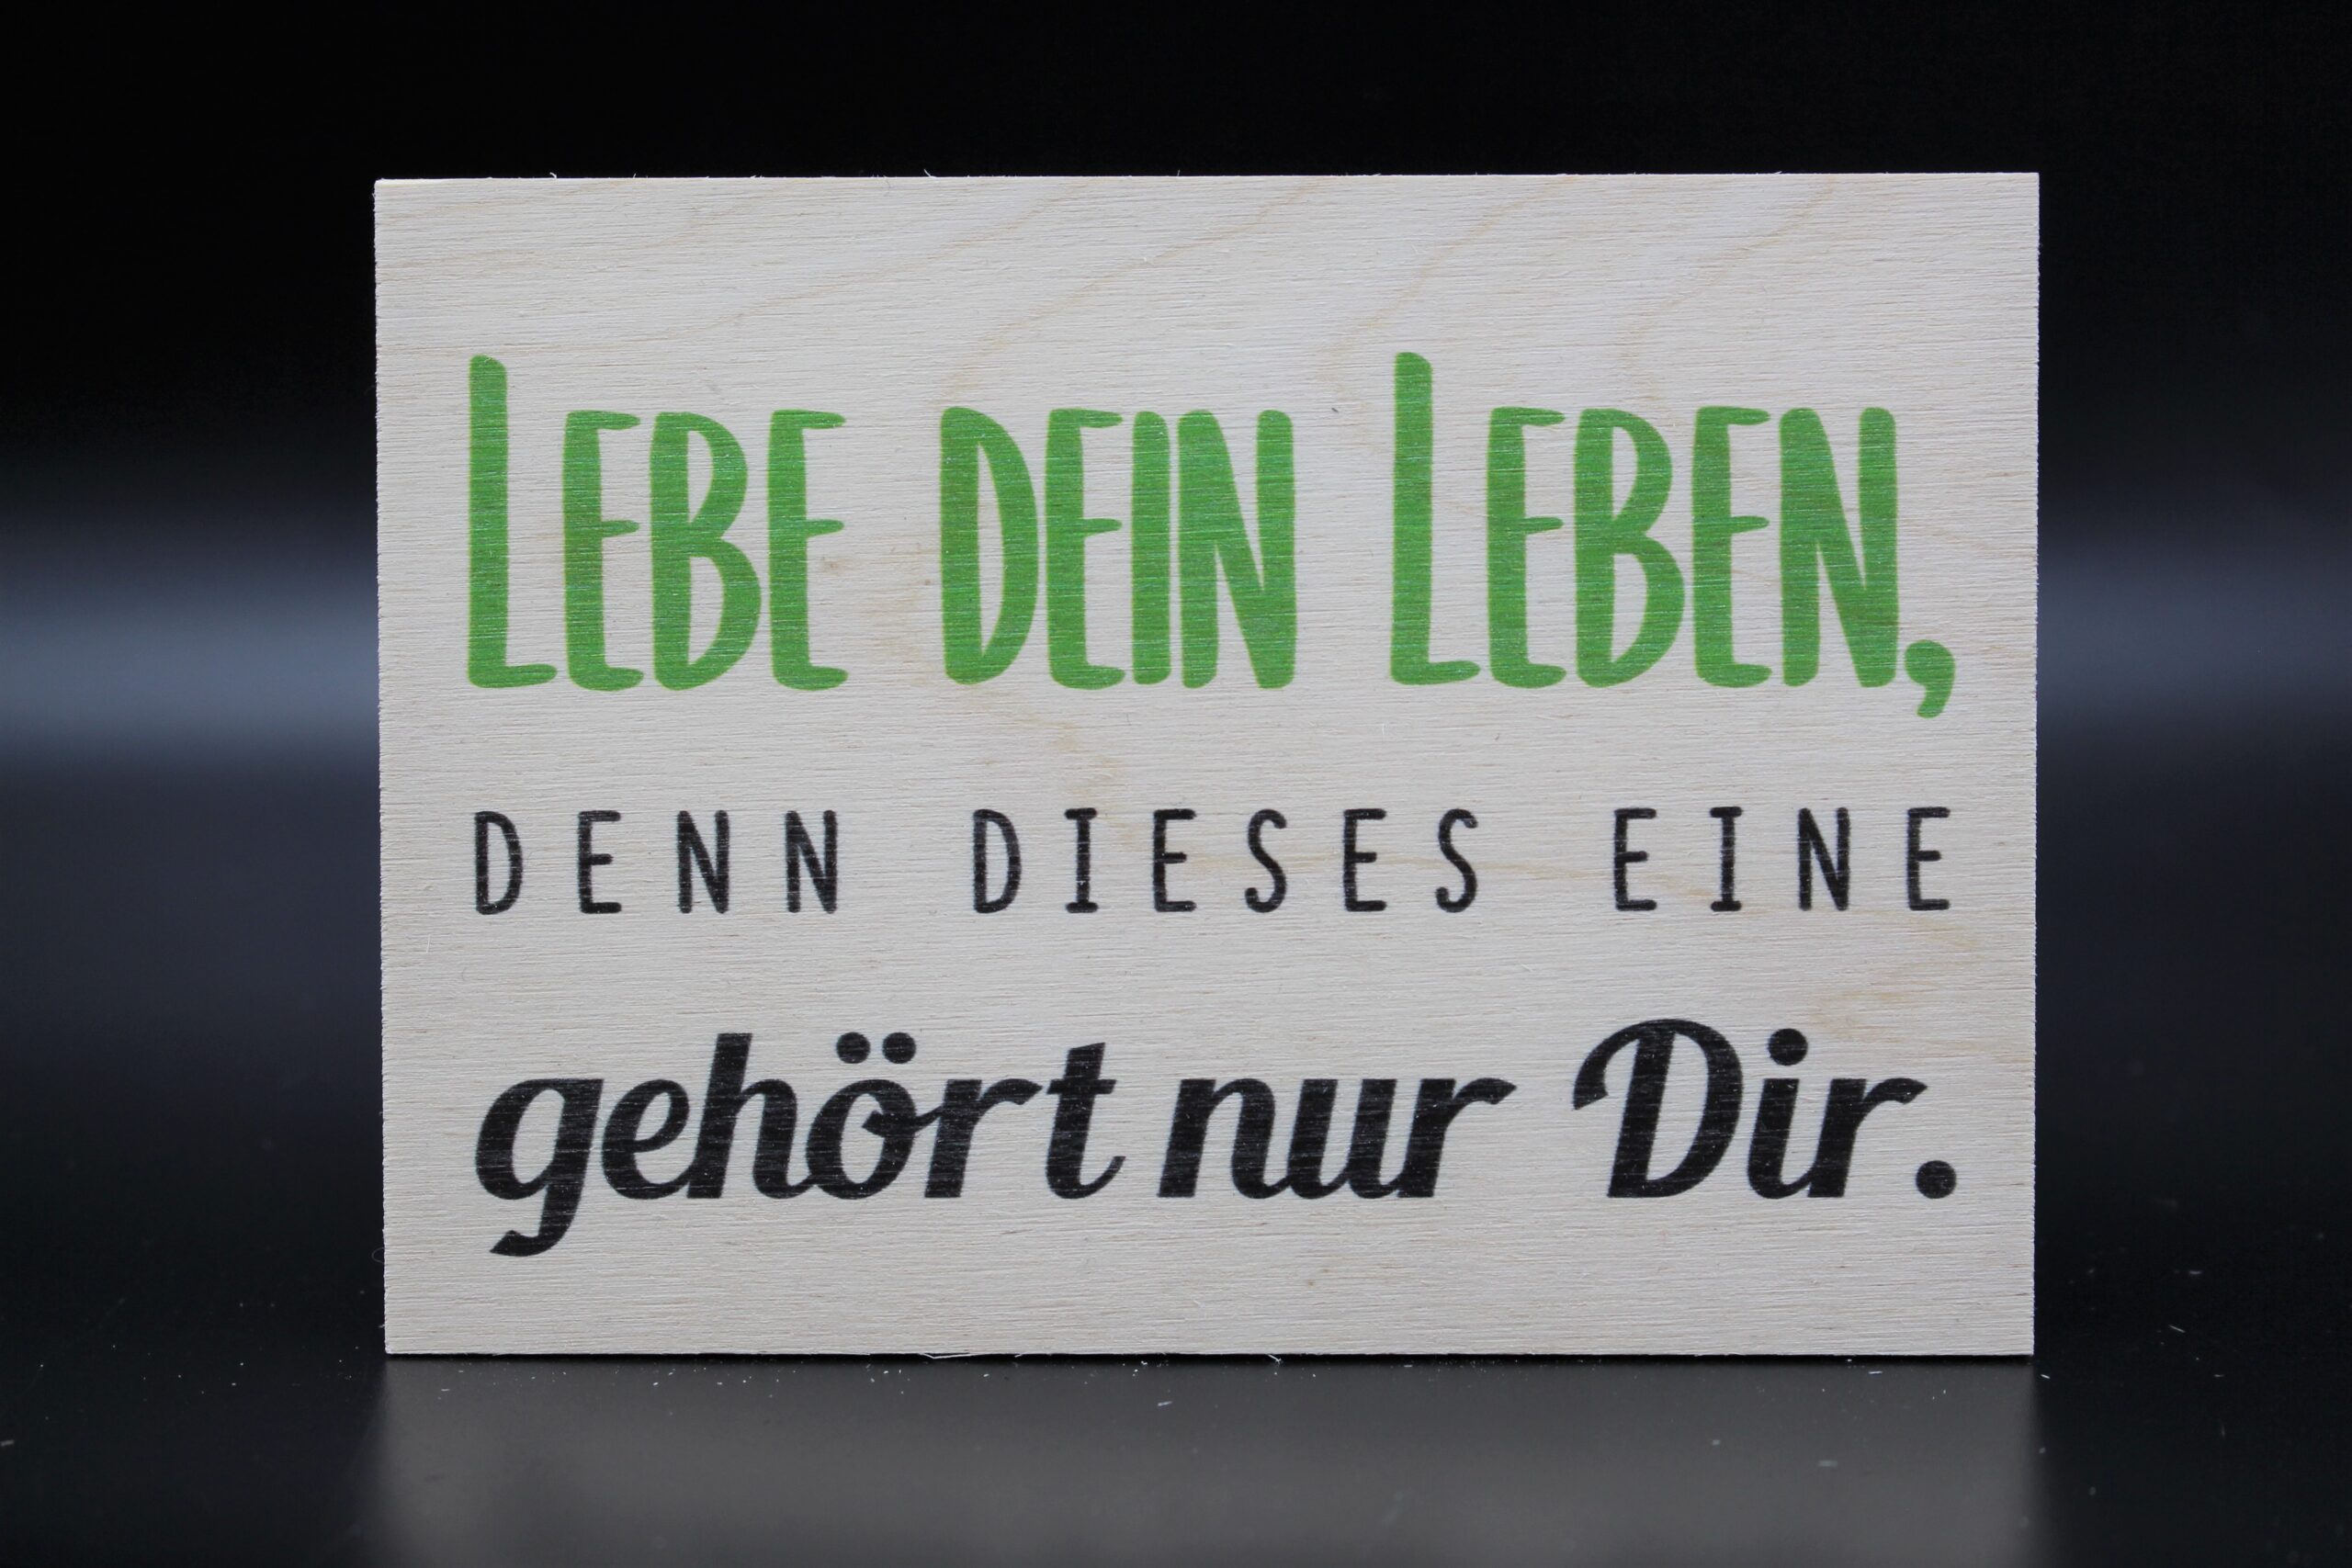 LEBE DEIN LEBEN,
DENN DIESES EINE
gehört nur Dir.